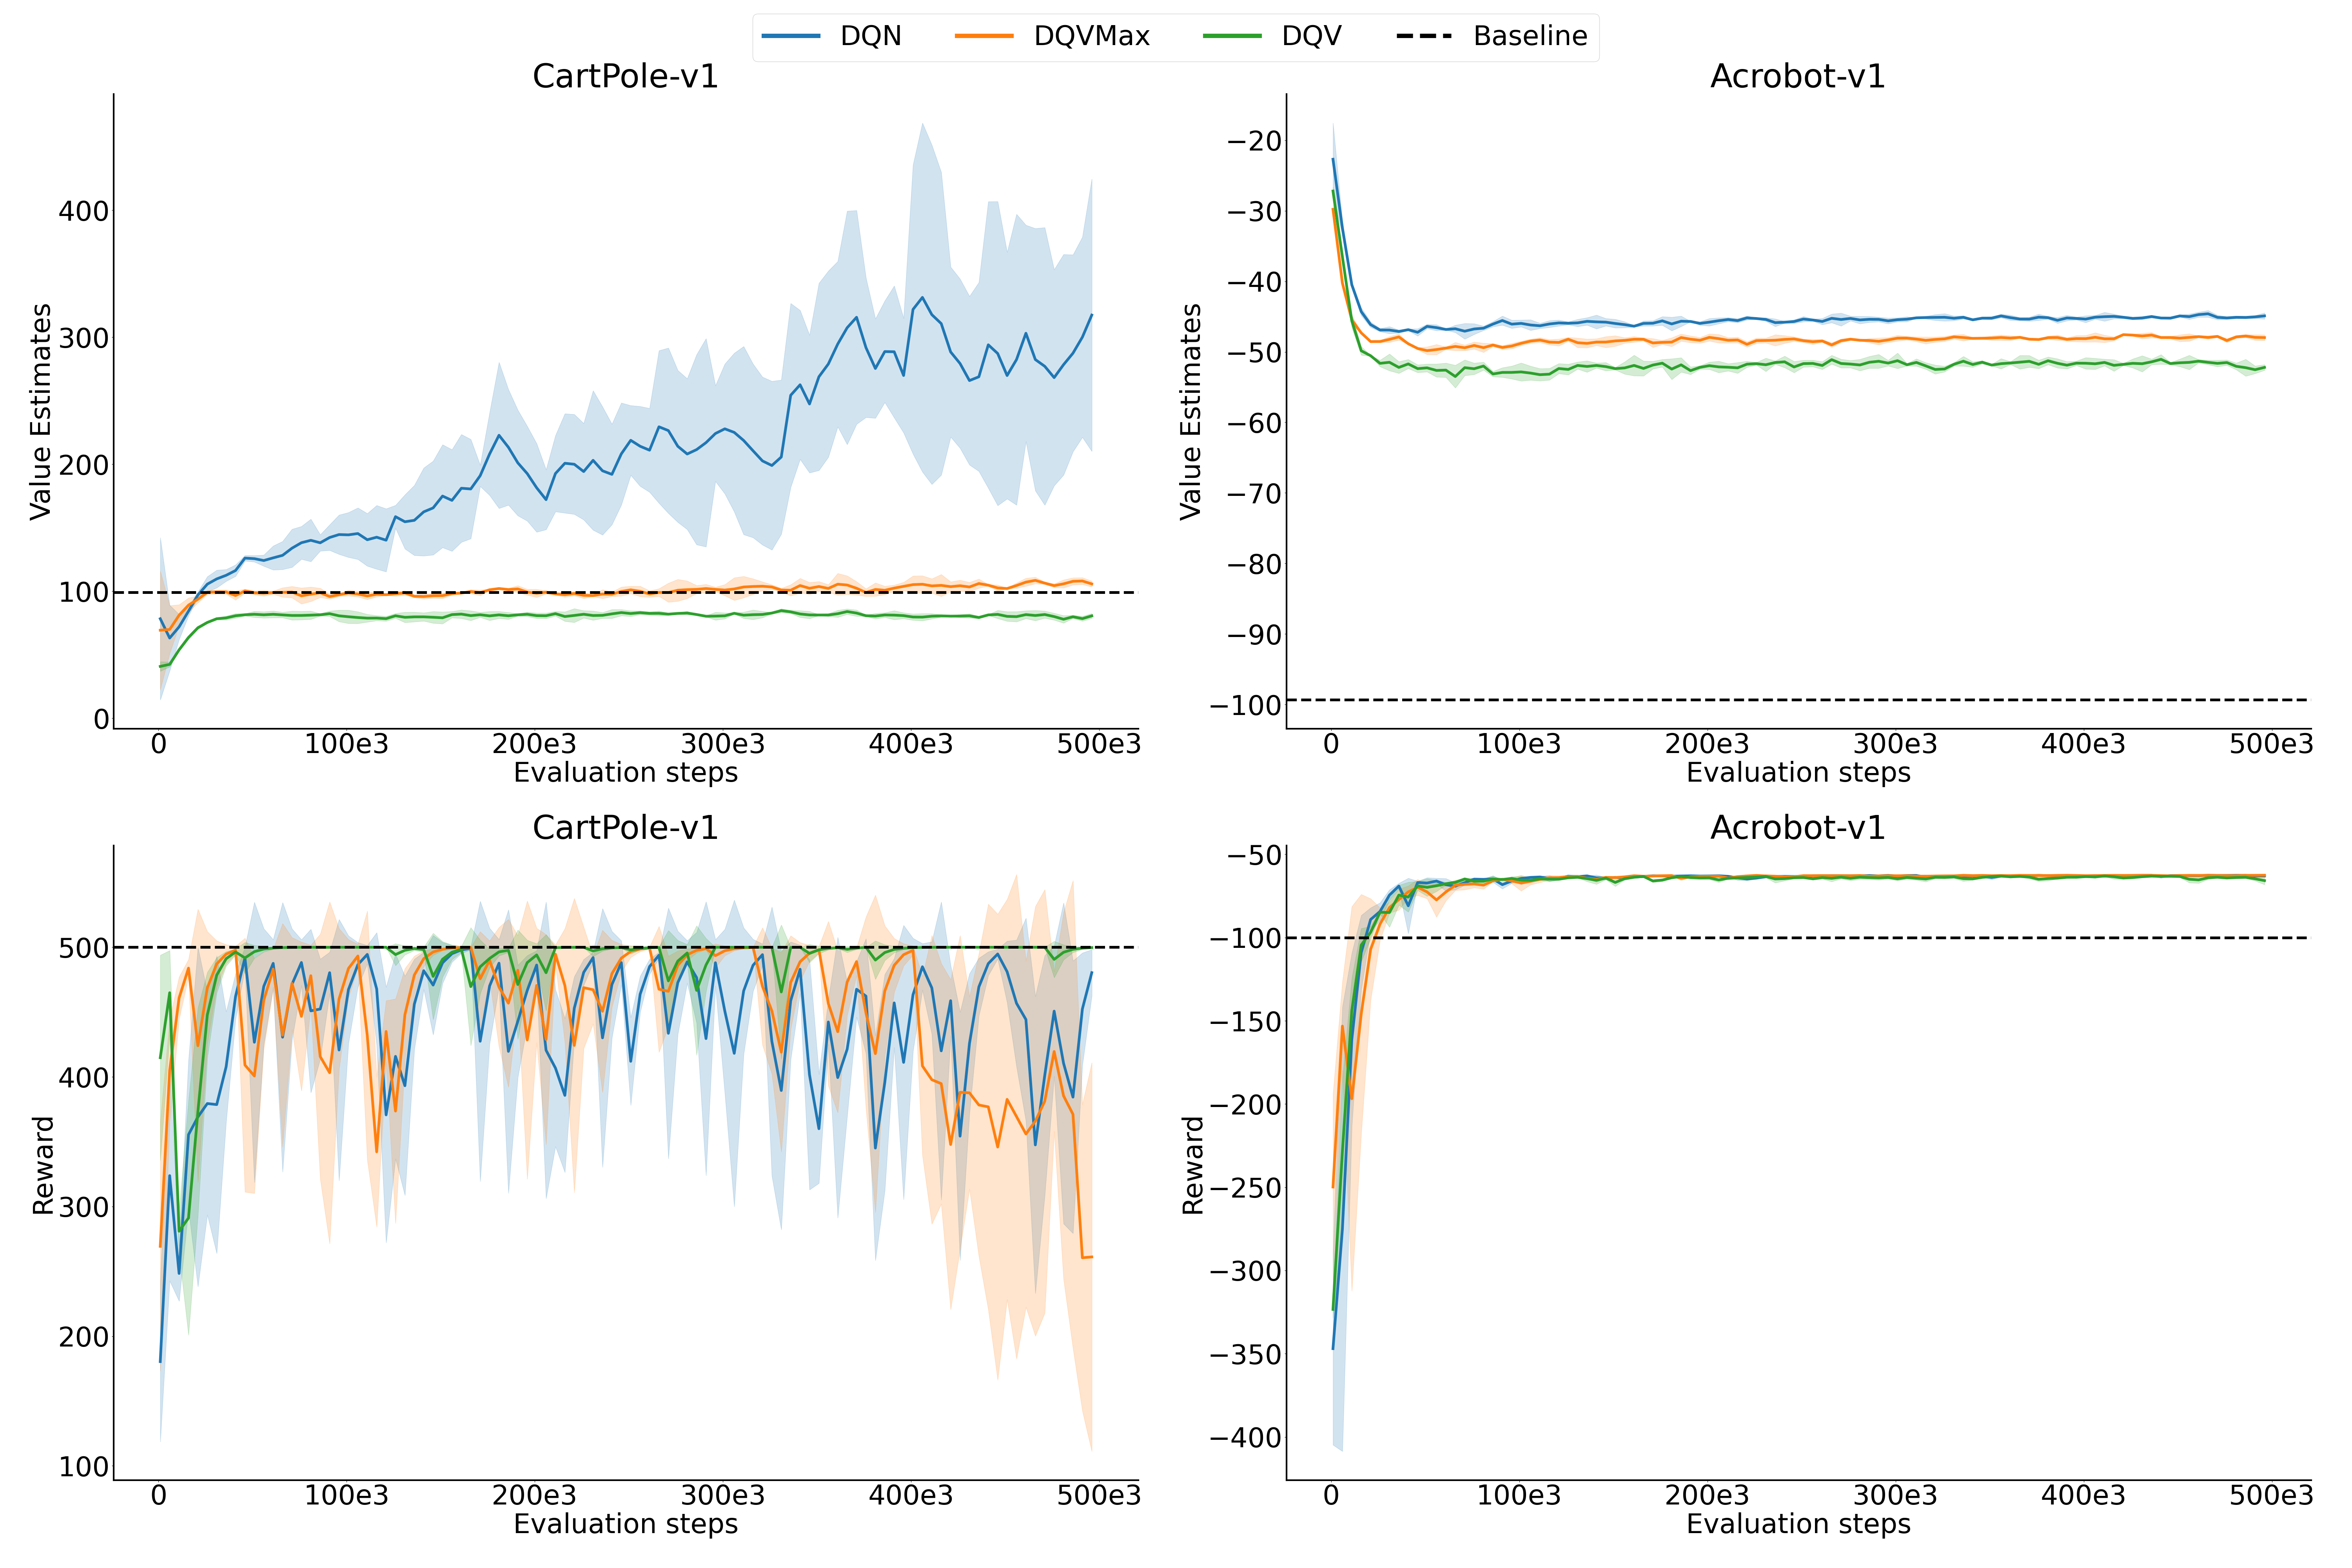 DQN DQVMax DQV Baseline
CartPole-v1
Value Estimates
400
300
200
100
0
0 100e3 200e3 300e3 400e3 500e3
Evaluation steps
Acrobot-v1
Value Estimates
−20
−30
−40
−50
−60
−70
−80
−90
−100
0 100e3 200e3 300e3 400e3 500e3
Evaluation steps
CartPole-v1
Reward
500
400
300
200
100
0 100e3 200e3 300e3 400e3 500e3
Evaluation steps
Acrobot-v1
Reward
−50
−100
−150
−200
−250
−300
−350
−400
0 100e3 200e3 300e3 400e3 500e3
Evaluation steps